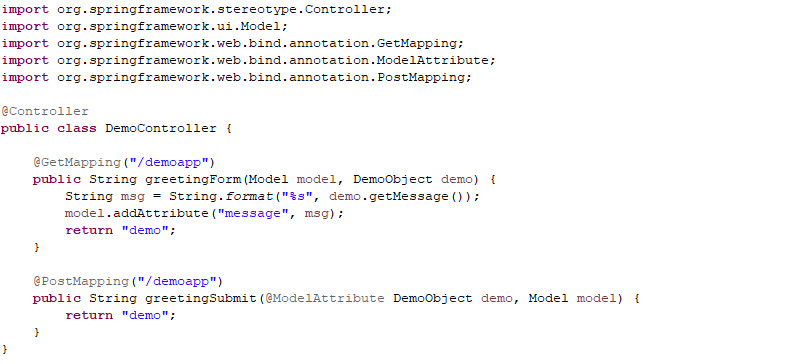 import org.springframework.stereotype.Controller;
import org.springframework.ui.Model;
import org.springframework.web.bind.annotation.GetMapping;
import org.springframework.web.bind.annotation.ModelAttribute;
import org.springframework.web.bind.annotation.PostMapping;

@Controller
public class DemoController {

    @GetMapping("/demoapp")
    public String greetingForm(Model model, DemoObject demo) {
        String msg = String.format("%s", demo.getMessage());
        model.addAttribute("message", msg);
        return "demo";
    }

    @PostMapping("/demoapp")
    public String greetingSubmit(@ModelAttribute DemoObject demo, Model model) {
        return "demo";
    }
}